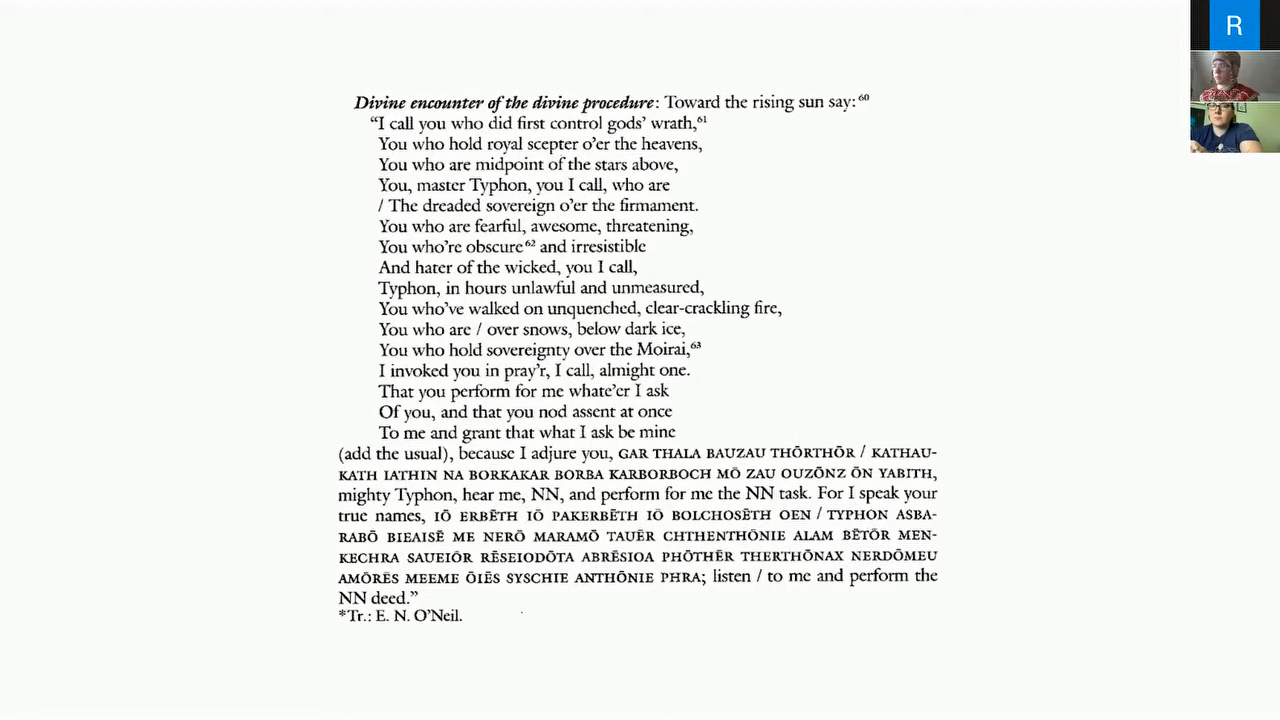 R
Divine encounter of the divine procedure: Toward the rising sun say:⁶⁰
“I call you who did first control gods’ wrath,⁶¹
You who hold royal scepter o’er the heavens,
You who are midpoint of the stars above,
You, master Typhon, you I call, who are
/ The dreaded sovereign o’er the firmament.
You who are fearful, awesome, threatening,
You who’re obscure⁶² and irresistible
And hater of the wicked, you I call,
Typhon, in hours unlawful and unmeasured,
You who’ve walked on unquenched, clear-crackling fire,
You who are / over snows, below dark ice,
You who hold sovereignty over the Moirai,⁶³
I invoked you in pray’r, I call, almight one.
That you perform for me whate’er I ask
Of you, and that you nod assent at once
To me and grant that what I ask be mine
(add the usual), because I adjure you, GAR THALA BAUZAU THŌRTHŌR / KATHAU-
KATH IATHIN NA BORKAKAR BORBA KARBORBOCH MŌ ZAU OUZŌNZ ŌN YABITH,
mighty Typhon, hear me, NN, and perform for me the NN task. For I speak your
true names, IŌ ERBĒTH IŌ PAKERBĒTH IŌ BOLCHOSĒTH OEN / TYPHON ASBA-
RABŌ BIEAISĒ ME NERŌ MARAMŌ TAUĒR CHTHENTHŌNIE ALAM BĒTŌR MEN-
KECHRA SAUEIŌR RĒSEIODŌTA ABRĒSIOA PHŌTHĒR THERTHŌNAX NERDŌMEU
AMŌRĒS MEEME ŌIĒS SYSCHIE ANTHŌNIE PHRA; listen / to me and perform the
NN deed.”
*Tr.: E. N. O’Neil.